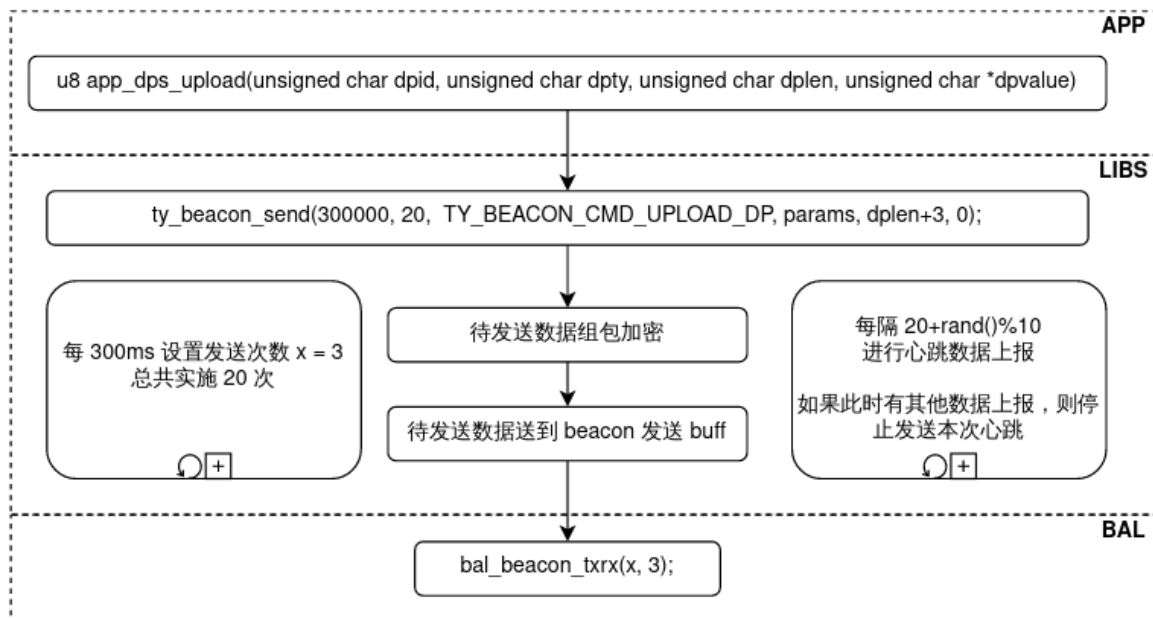 APP
u8 app_dps_upload(unsigned char dpid, unsigned char dpty, unsigned char dplen, unsigned char *dpvalue)
LIBS
ty_beacon_send(300000, 20, TY_BEACON_CMD_UPLOAD_DP, params, dplen+3, 0);
每 300ms 设置发送次数 x = 3
总共实施 20 次
待发送数据组包加密
待发送数据送到 beacon 发送 buff
每隔 20+rand()%10
进行心跳数据上报
如果此时有其他数据上报，则停
止发送本次心跳
BAL
bal_beacon_txrx(x, 3);